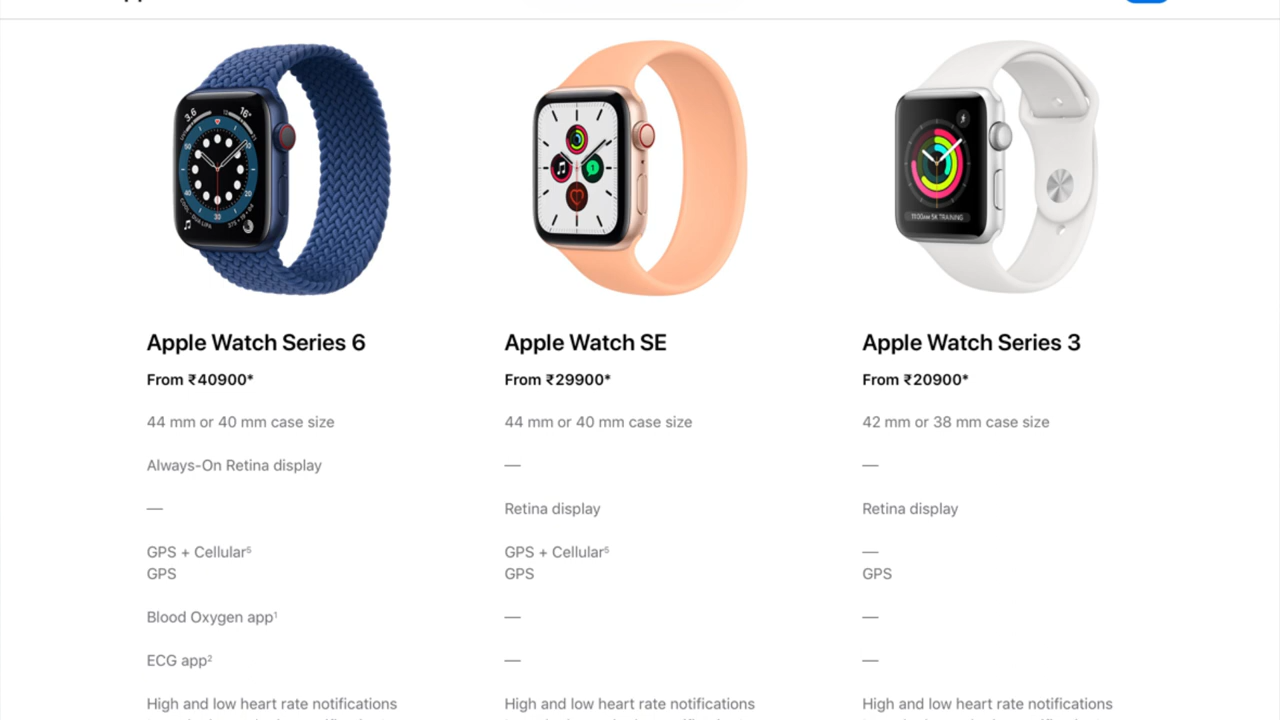 Apple Watch Series 6
From ₹40900*
44 mm or 40 mm case size
Always-On Retina display
—
GPS + Cellular⁵
GPS
Blood Oxygen app¹
ECG app²
High and low heart rate notifications
Apple Watch SE
From ₹29900*
44 mm or 40 mm case size
—
Retina display
GPS + Cellular⁵
GPS
—
—
High and low heart rate notifications
Apple Watch Series 3
From ₹20900*
42 mm or 38 mm case size
—
Retina display
—
GPS
—
—
High and low heart rate notifications